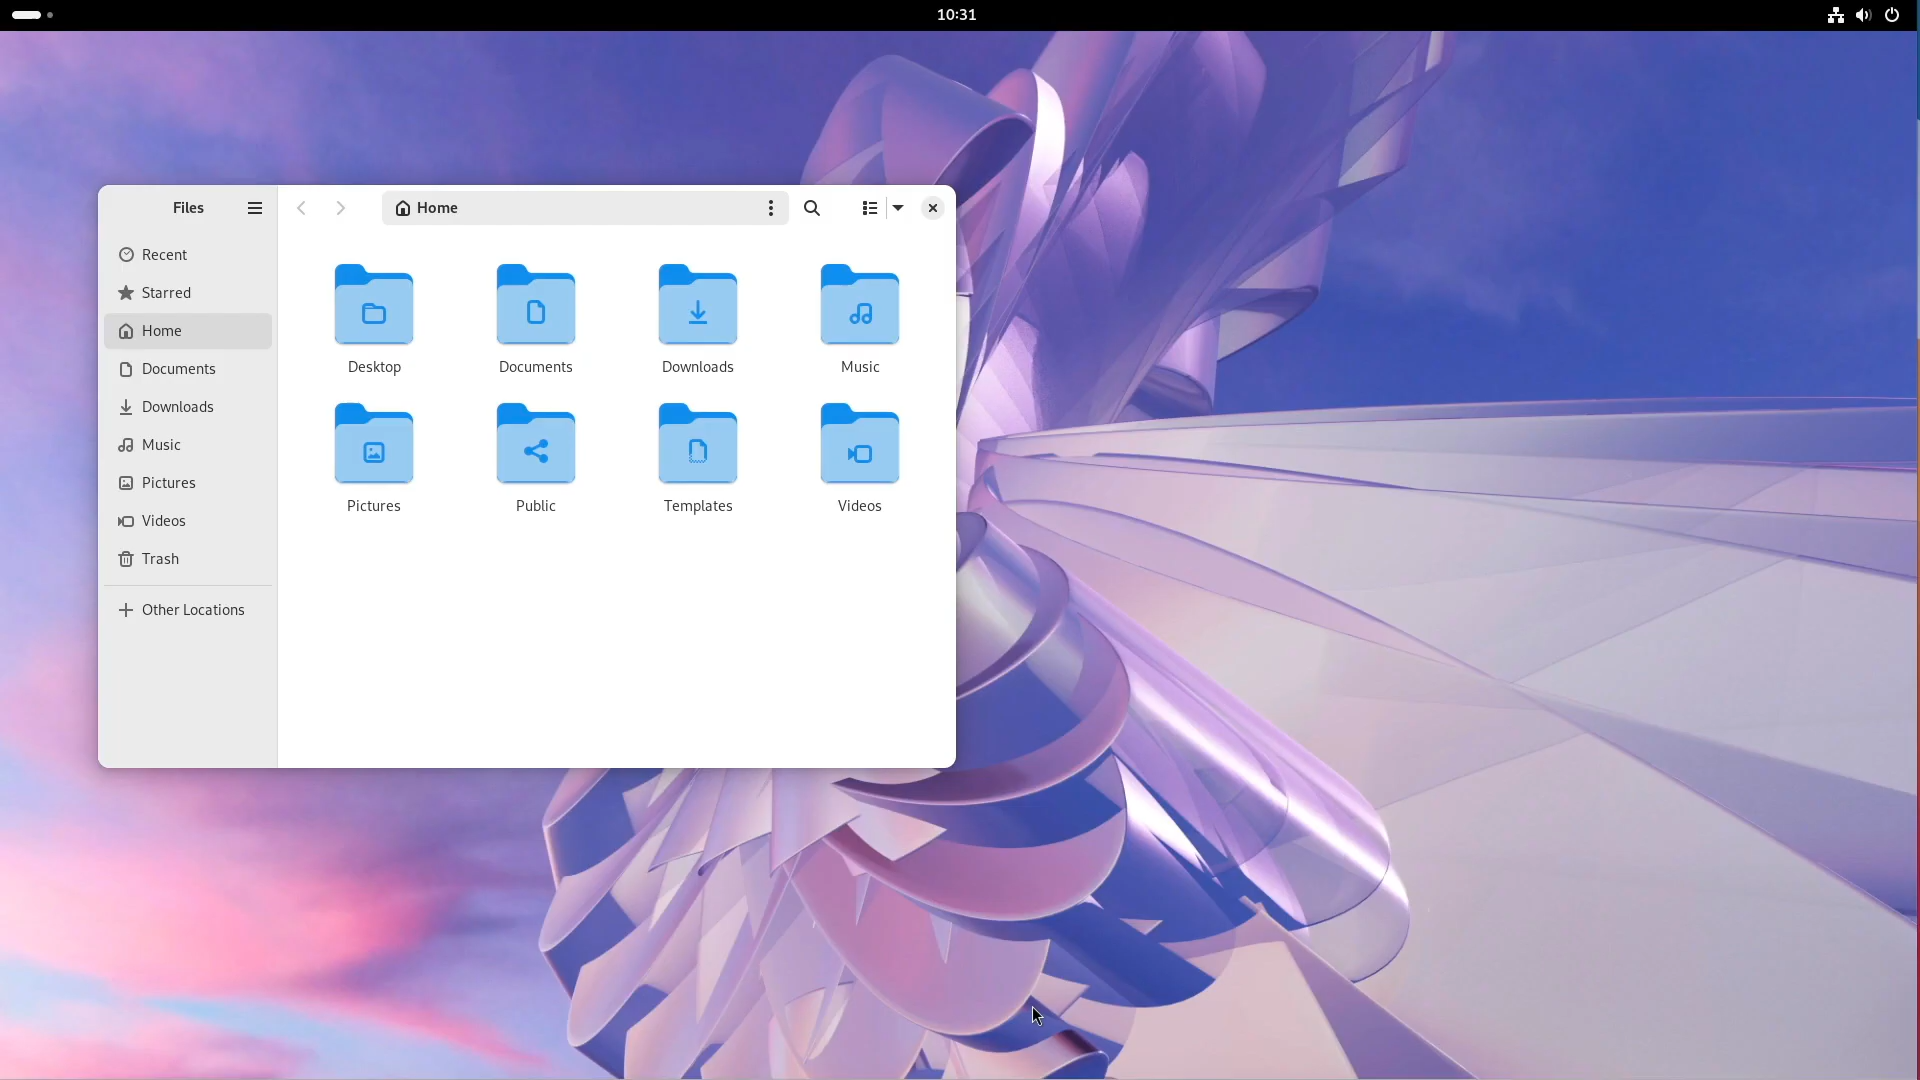 10:31
Files
Home
Recent
Starred
Home
Documents
Downloads
Music
Pictures
Videos
Trash
Other Locations
Desktop Documents Downloads Music
Pictures Public Templates Videos